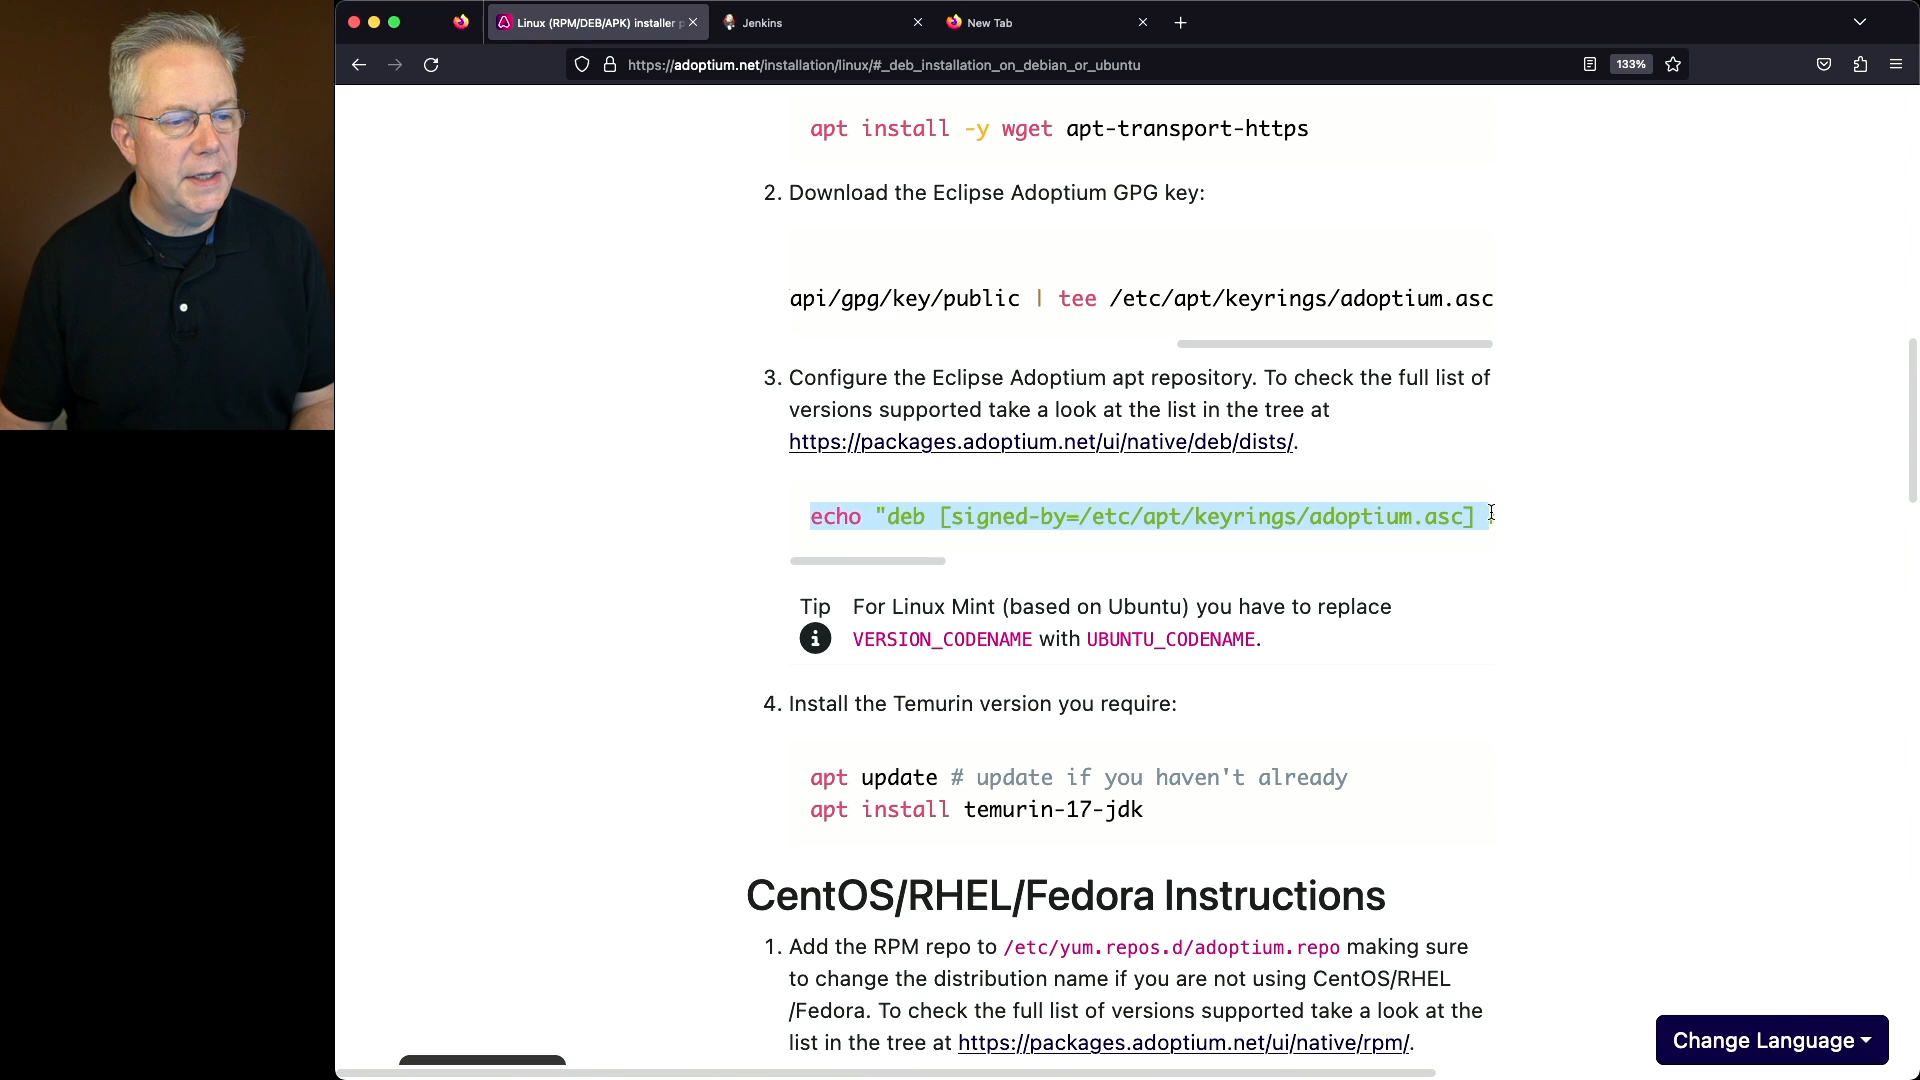 Linux (RPM/DEB/APK) installer p
Jenkins
New Tab
https://adoptium.net/installation/linux/#_deb_installation_on_debian_or_ubuntu
133%
apt install -y wget apt-transport-https
2. Download the Eclipse Adoptium GPG key:
api/gpg/key/public | tee /etc/apt/keyrings/adoptium.asc
3. Configure the Eclipse Adoptium apt repository. To check the full list of
versions supported take a look at the list in the tree at
https://packages.adoptium.net/ui/native/deb/dists/.
echo "deb [signed-by=/etc/apt/keyrings/adoptium.asc]
Tip For Linux Mint (based on Ubuntu) you have to replace
VERSION_CODENAME with UBUNTU_CODENAME.
4. Install the Temurin version you require:
apt update # update if you haven't already
apt install temurin-17-jdk
CentOS/RHEL/Fedora Instructions
1. Add the RPM repo to /etc/yum.repos.d/adoptium.repo making sure
to change the distribution name if you are not using CentOS/RHEL
/Fedora. To check the full list of versions supported take a look at the
list in the tree at https://packages.adoptium.net/ui/native/rpm/.
Change Language